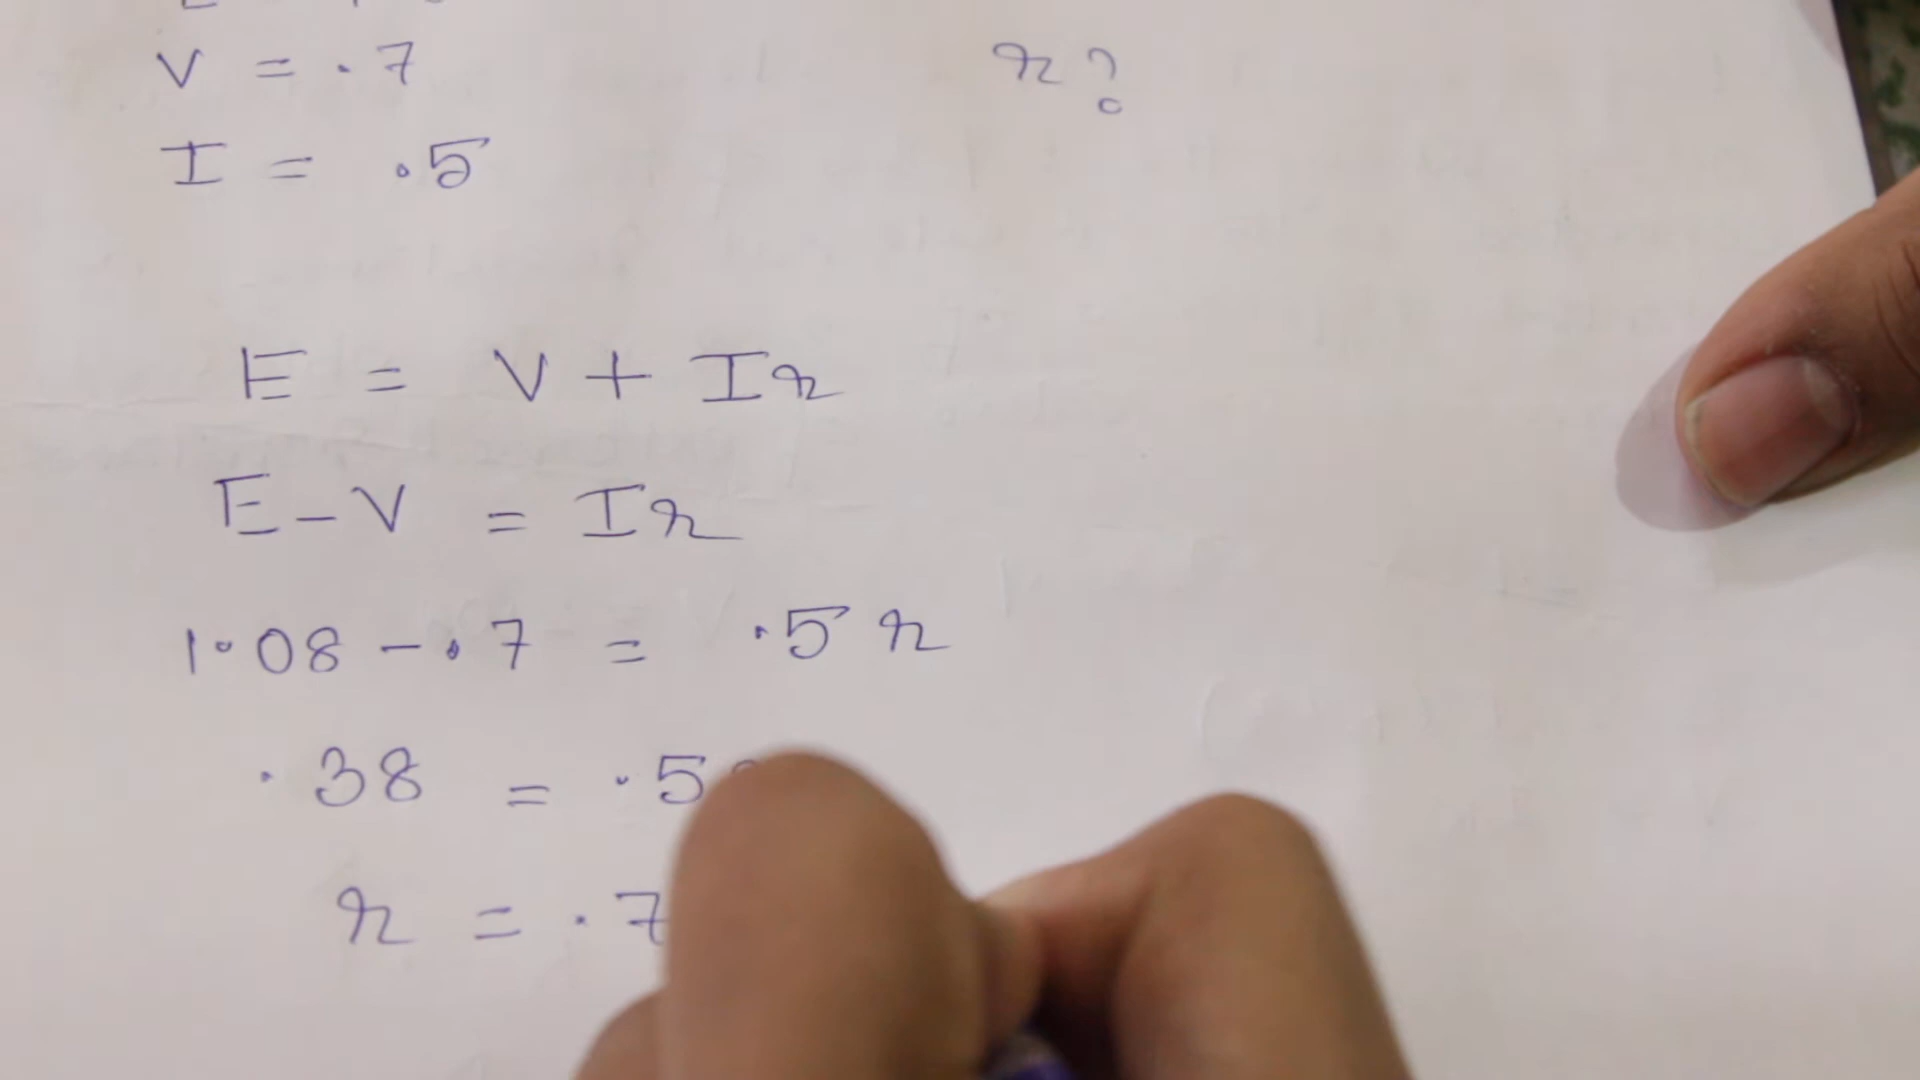 V = .7
r?
I = .5
E = V + Ir
E - V = Ir
1.08 - .7 = .5 r
.38 = .5
r = .7